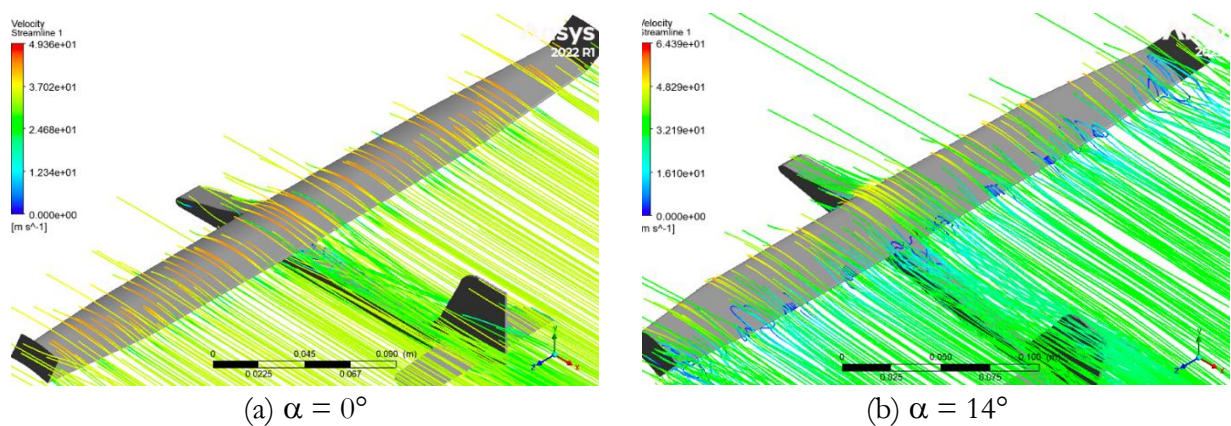 Velocity
Streamline 1
4.936e+01
3.702e+01
2.468e+01
1.234e+01
0.000e+00
[m s^-1]
2022 R1
0 0.045 0.090 (m)
0.0225 0.067
Y
Z X
(a) α = 0°
Velocity
Streamline 1
6.439e+01
4.829e+01
3.219e+01
1.610e+01
0.000e+00
[m s^-1]
0 0.050 0.100 (m)
0.025 0.075
Y
Z X
(b) α = 14°